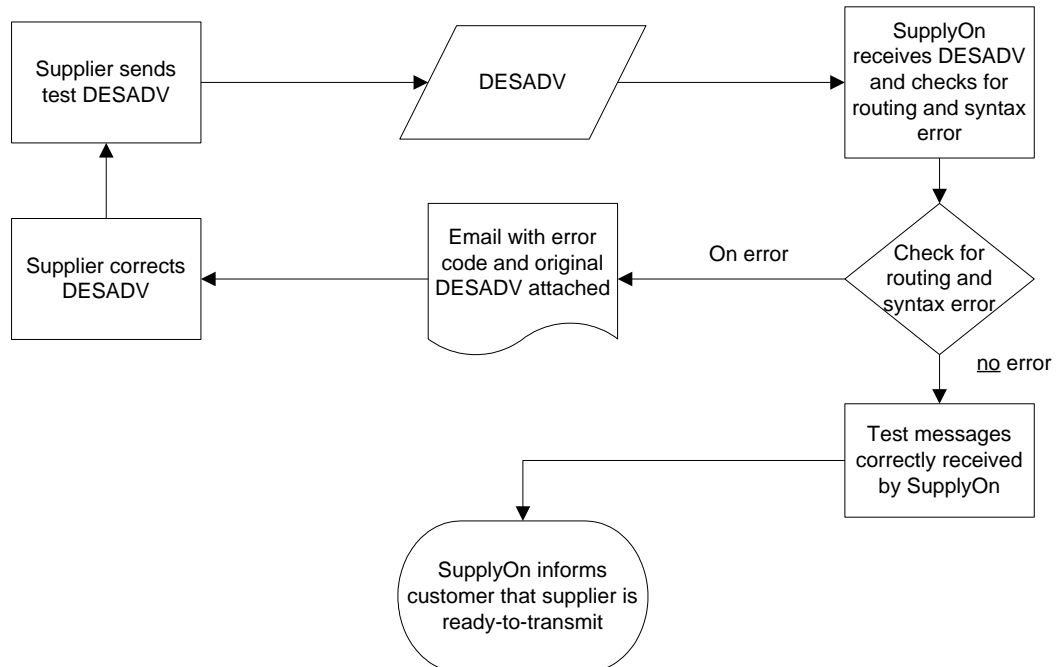 Supplier sends
test DESADV
DESADV
SupplyOn
receives DESADV
and checks for
routing and syntax
error
Supplier corrects
DESADV
Email with error
code and original
DESADV attached
On error
Check for
routing and
syntax error
no error
Test messages
correctly received
by SupplyOn
SupplyOn informs
customer that supplier is
ready-to-transmit